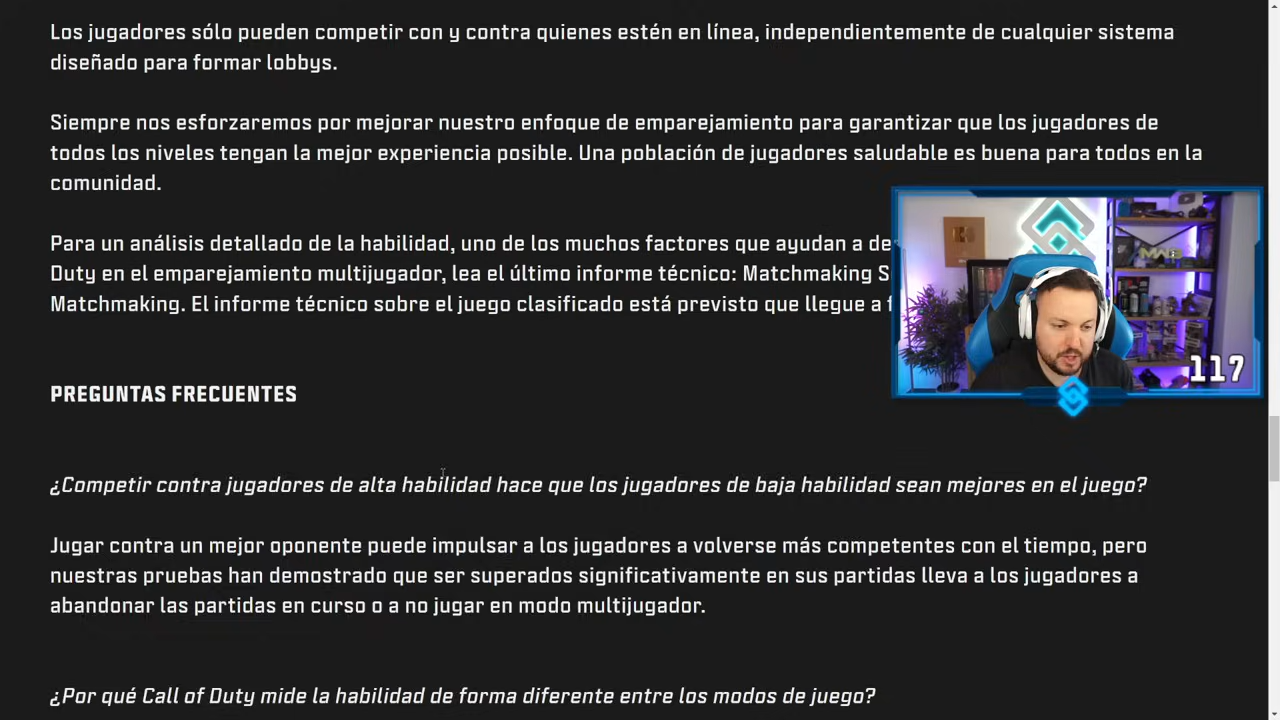 Los jugadores sólo pueden competir con y contra quienes estén en línea, independientemente de cualquier sistema
diseñado para formar lobbys.
Siempre nos esforzaremos por mejorar nuestro enfoque de emparejamiento para garantizar que los jugadores de
todos los niveles tengan la mejor experiencia posible. Una población de jugadores saludable es buena para todos en la
comunidad.
Para un análisis detallado de la habilidad, uno de los muchos factores que ayudan a de
Duty en el emparejamiento multijugador, lea el último informe técnico: Matchmaking S
Matchmaking. El informe técnico sobre el juego clasificado está previsto que llegue a f
117
PREGUNTAS FRECUENTES
¿Competir contra jugadores de alta habilidad hace que los jugadores de baja habilidad sean mejores en el juego?
Jugar contra un mejor oponente puede impulsar a los jugadores a volverse más competentes con el tiempo, pero
nuestras pruebas han demostrado que ser superados significativamente en sus partidas lleva a los jugadores a
abandonar las partidas en curso o a no jugar en modo multijugador.
¿Por qué Call of Duty mide la habilidad de forma diferente entre los modos de juego?